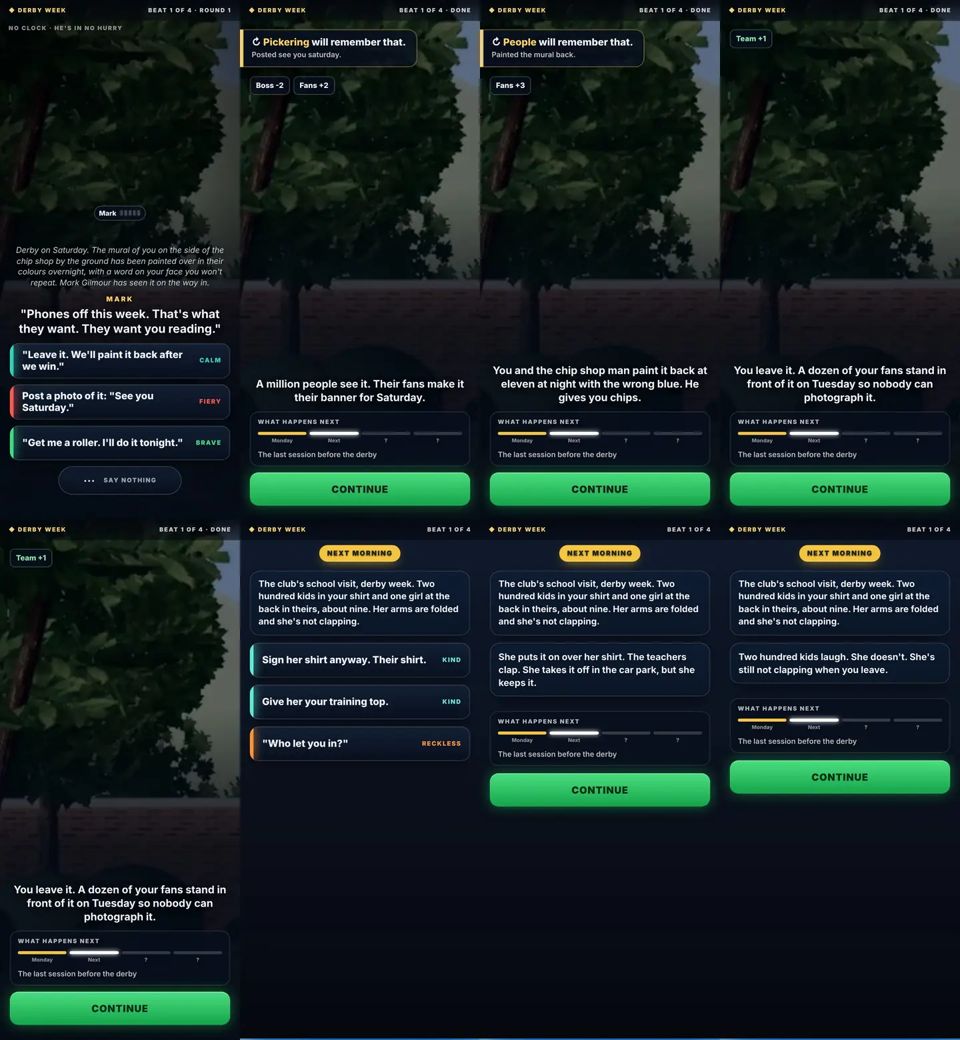 ◆ DERBY WEEK
BEAT 1 OF 4 · ROUND 1
NO CLOCK · HE'S IN NO HURRY
Mark
Derby on Saturday. The mural of you on the side of the
chip shop by the ground has been painted over in their
colours overnight, with a word on your face you won't
repeat. Mark Gilmour has seen it on the way in.
MARK
"Phones off this week. That's what
they want. They want you reading."
"Leave it. We'll paint it back after
we win."
CALM
Post a photo of it: "See you
Saturday."
FIERY
"Get me a roller. I'll do it tonight."
BRAVE
··· SAY NOTHING
◆ DERBY WEEK
BEAT 1 OF 4 · DONE
↻ Pickering will remember that.
Posted see you saturday.
Boss -2
Fans +2
A million people see it. Their fans make it
their banner for Saturday.
WHAT HAPPENS NEXT
Monday
Next
?
?
The last session before the derby
CONTINUE
◆ DERBY WEEK
BEAT 1 OF 4 · DONE
↻ People will remember that.
Painted the mural back.
Fans +3
You and the chip shop man paint it back at
eleven at night with the wrong blue. He
gives you chips.
WHAT HAPPENS NEXT
Monday
Next
?
?
The last session before the derby
CONTINUE
◆ DERBY WEEK
BEAT 1 OF 4 · DONE
Team +1
You leave it. A dozen of your fans stand in
front of it on Tuesday so nobody can
photograph it.
WHAT HAPPENS NEXT
Monday
Next
?
?
The last session before the derby
CONTINUE
◆ DERBY WEEK
BEAT 1 OF 4 · DONE
Team +1
You leave it. A dozen of your fans stand in
front of it on Tuesday so nobody can
photograph it.
WHAT HAPPENS NEXT
Monday
Next
?
?
The last session before the derby
CONTINUE
◆ DERBY WEEK
BEAT 1 OF 4
NEXT MORNING
The club's school visit, derby week. Two
hundred kids in your shirt and one girl at the
back in theirs, about nine. Her arms are folded
and she's not clapping.
Sign her shirt anyway. Their shirt.
KIND
Give her your training top.
KIND
"Who let you in?"
RECKLESS
◆ DERBY WEEK
BEAT 1 OF 4
NEXT MORNING
The club's school visit, derby week. Two
hundred kids in your shirt and one girl at the
back in theirs, about nine. Her arms are folded
and she's not clapping.
She puts it on over her shirt. The teachers
clap. She takes it off in the car park, but she
keeps it.
WHAT HAPPENS NEXT
Monday
Next
?
?
The last session before the derby
CONTINUE
◆ DERBY WEEK
BEAT 1 OF 4
NEXT MORNING
The club's school visit, derby week. Two
hundred kids in your shirt and one girl at the
back in theirs, about nine. Her arms are folded
and she's not clapping.
Two hundred kids laugh. She doesn't. She's
still not clapping when you leave.
WHAT HAPPENS NEXT
Monday
Next
?
?
The last session before the derby
CONTINUE